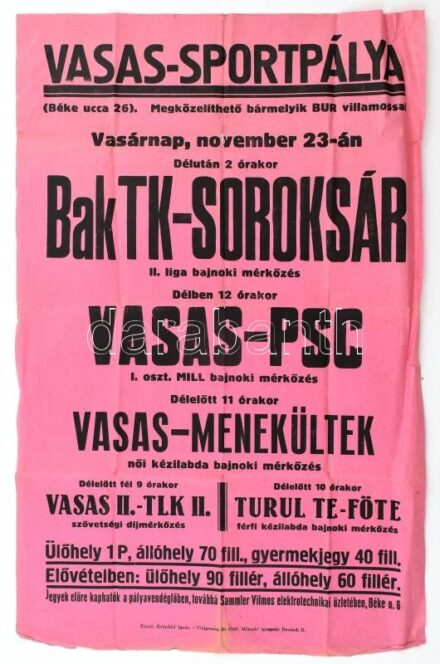 VASAS-SPORTPÁLYA
(Béke ucca 26). Megközelíthető bármelyik BUR villamossal
Vasárnap, november 23-án
Délután 2 órakor
BakTK-SOROKSÁR
II. liga bajnoki mérkőzés
Délben 12 órakor
VASAS-PSC
I. oszt. MILL bajnoki mérkőzés
Délelőtt 11 órakor
VASAS-MENEKÜLTEK
női kézilabda bajnoki mérkőzés
Délelőtt fél 9 órakor
VASAS II.-TLK II.
szövetségi díjmérkőzés
Délelőtt 10 órakor
TURUL TE-FÖTE
férfi kézilabda bajnoki mérkőzés
Ülőhely 1 P, állóhely 70 fill., gyermekjegy 40 fill.
Elővételben: ülőhely 90 fillér, állóhely 60 fillér.
Jegyek előre kaphatók a pályavendéglőben, továbbá Sammler Vilmos elektrotechnikai üzletében, Béke u. 6
darabanth